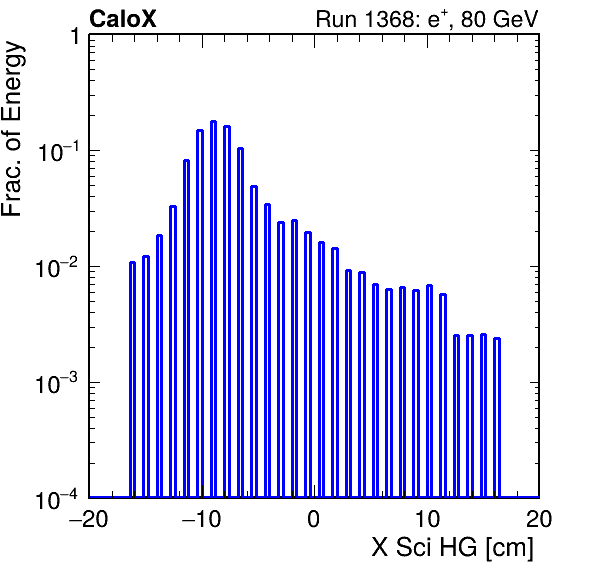 CaloX Run 1368: e⁺, 80 GeV
Frac. of Energy
1
10⁻¹
10⁻²
10⁻³
10⁻⁴
−20 −10 0 10 20
X Sci HG [cm]